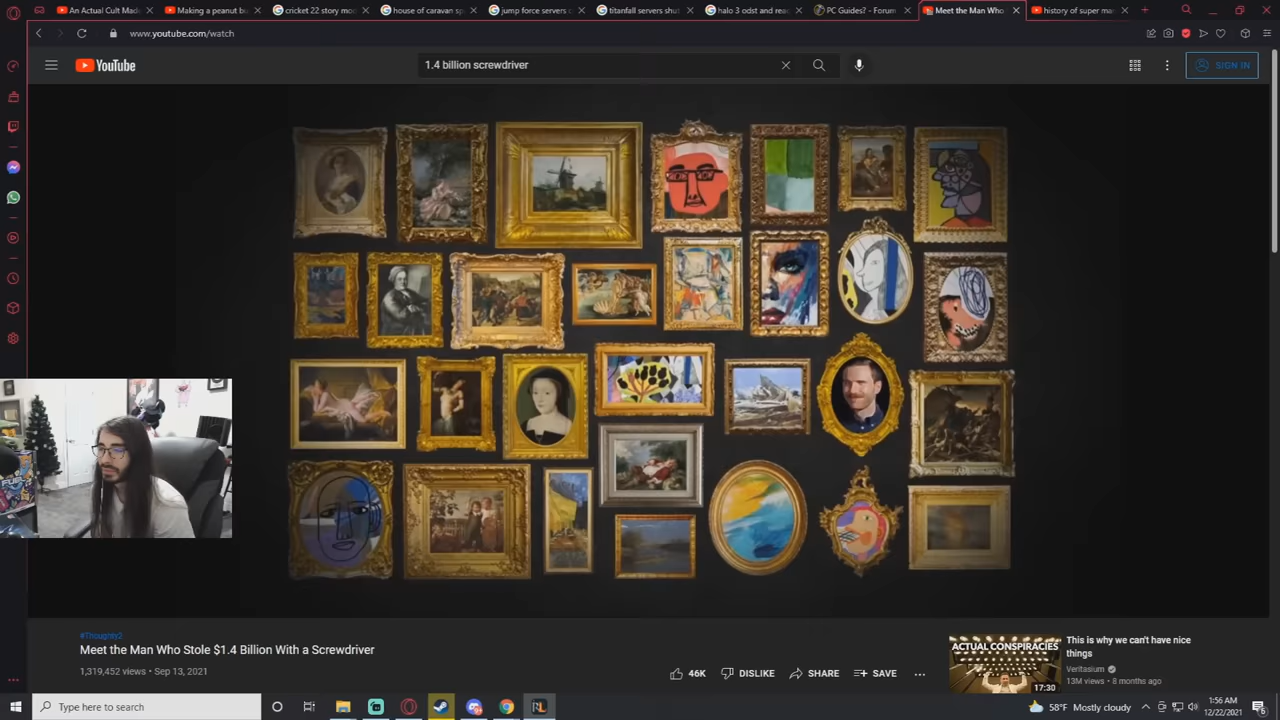 An Actual Cult Mad
Making a peanut bu
cricket 22 story mo
house of caravan sp
jump force servers c
titanfall servers shut
halo 3 odst and rea
PC Guides? - Forum
Meet the Man Who
history of super ma
www.youtube.com/watch
YouTube
1.4 billion screwdriver
SIGN IN
#Thoughty2
Meet the Man Who Stole $1.4 Billion With a Screwdriver
1,319,452 views • Sep 13, 2021
46K
DISLIKE
SHARE
SAVE
ACTUAL CONSPIRACIES
17:30
This is why we can't have nice
things
Veritasium
13M views • 8 months ago
Type here to search
58°F Mostly cloudy
1:56 AM
12/22/2021